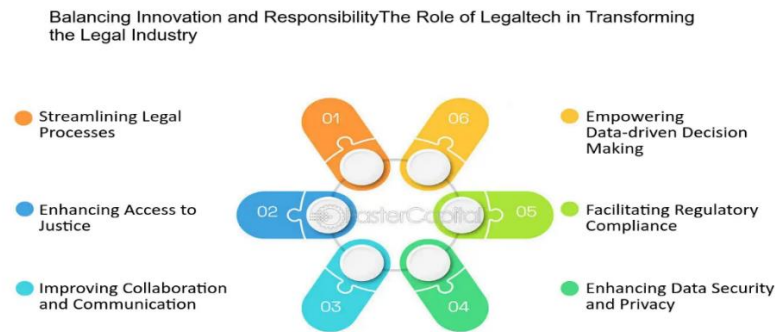 Balancing Innovation and ResponsibilityThe Role of Legaltech in Transforming
the Legal Industry
Streamlining Legal
Processes
01
06
Empowering
Data-driven Decision
Making
Enhancing Access to
Justice
02
asterCapital
05
Facilitating Regulatory
Compliance
Improving Collaboration
and Communication
03
04
Enhancing Data Security
and Privacy